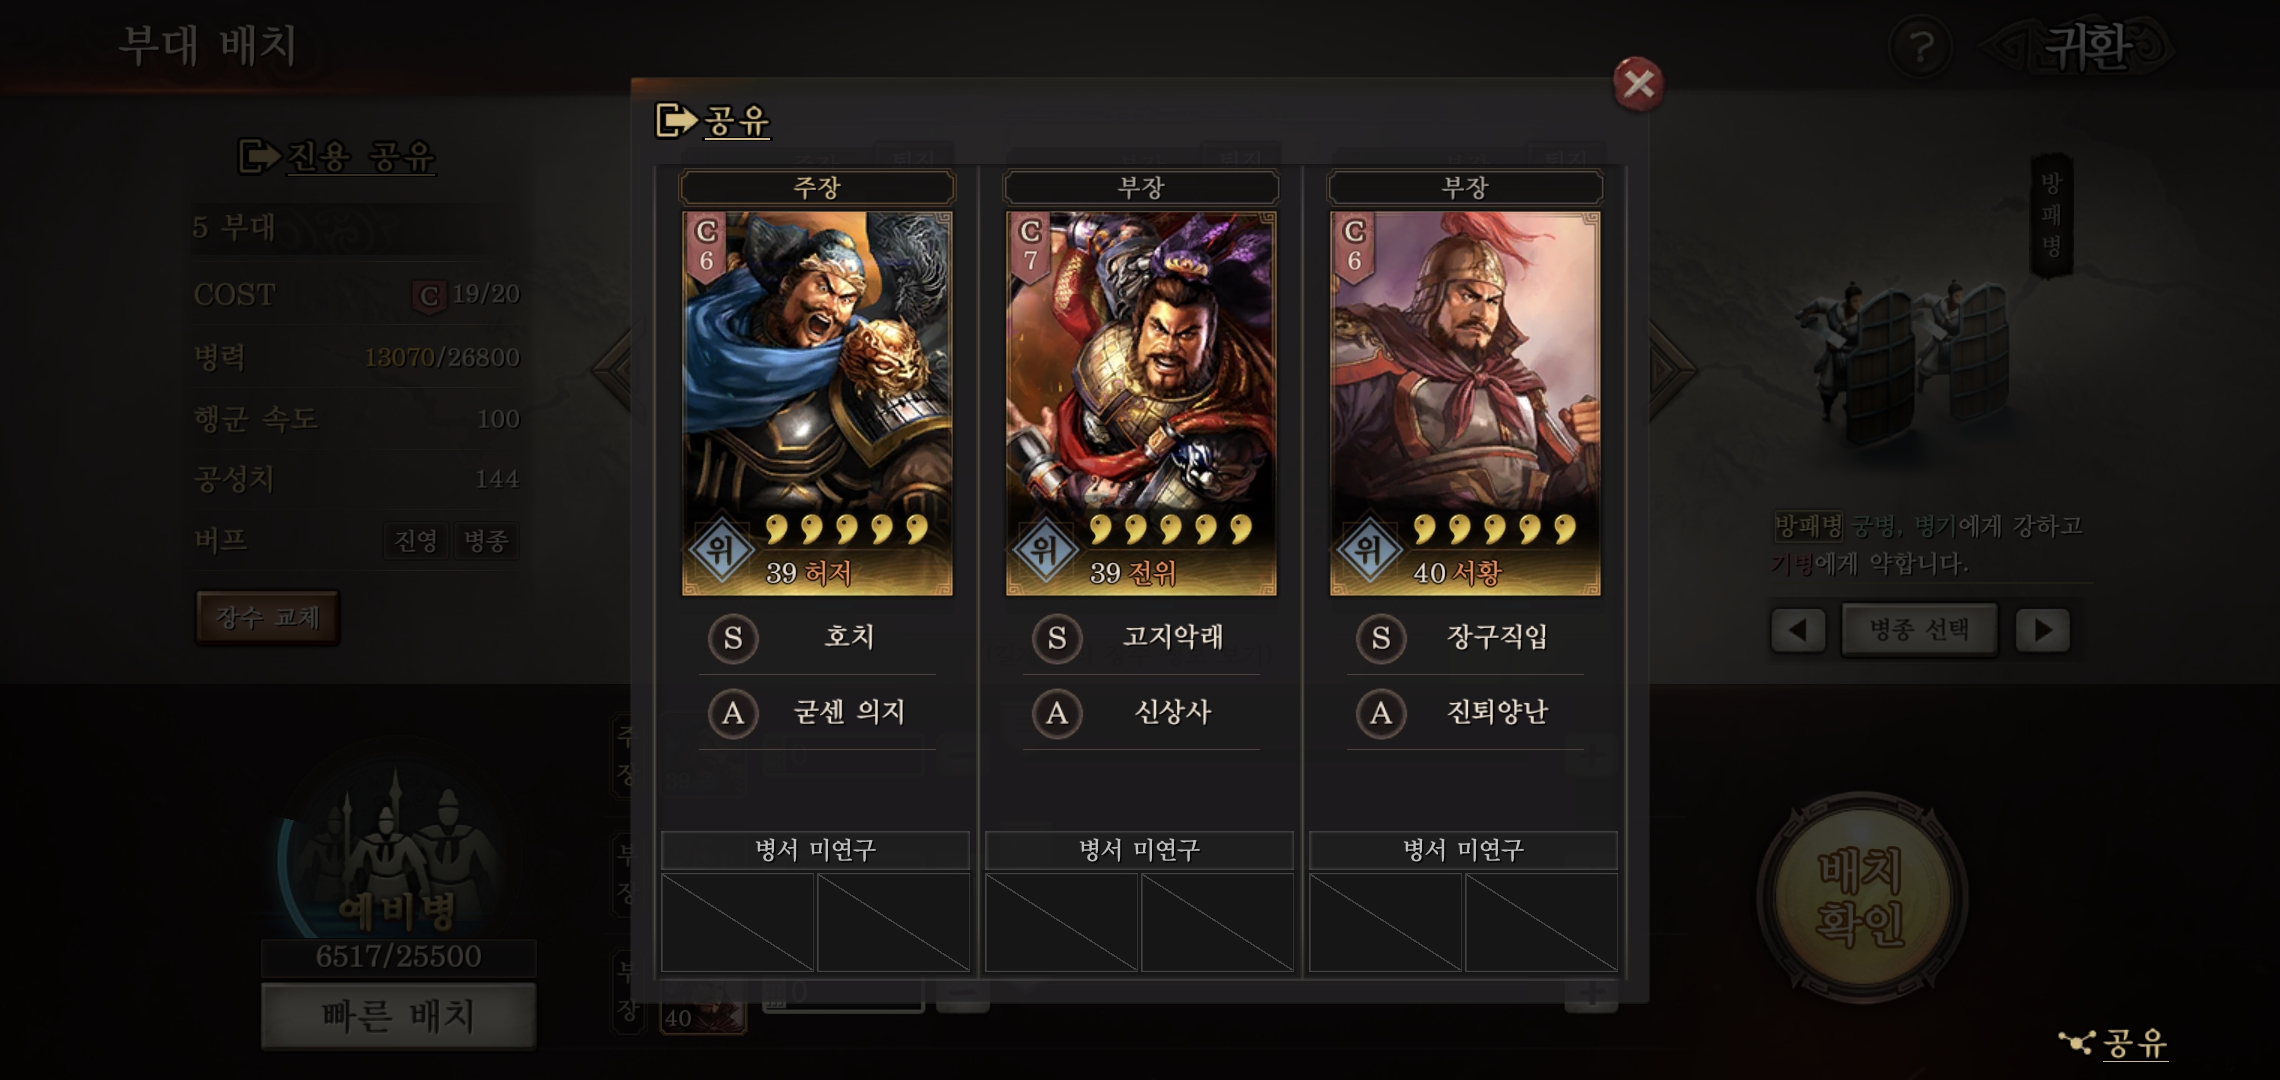 부대 배치
?
귀환
진용 공유
5 부대
COST
C 19/20
병력
13070/26800
행군 속도
100
공성치
144
버프
진영
병종
장수 교체
예비병
6517/25500
빠른 배치
공유
주장
C
6
위
39 허저
S 호치
A 굳센 의지
병서 미연구
부장
C
7
위
39 전위
S 고지악래
A 신상사
병서 미연구
부장
C
6
위
40 서황
S 장구직입
A 진퇴양난
병서 미연구
부장
40
0
방패병
방패병 궁병, 병기에게 강하고
기병에게 약합니다.
병종 선택
배치
확인
공유